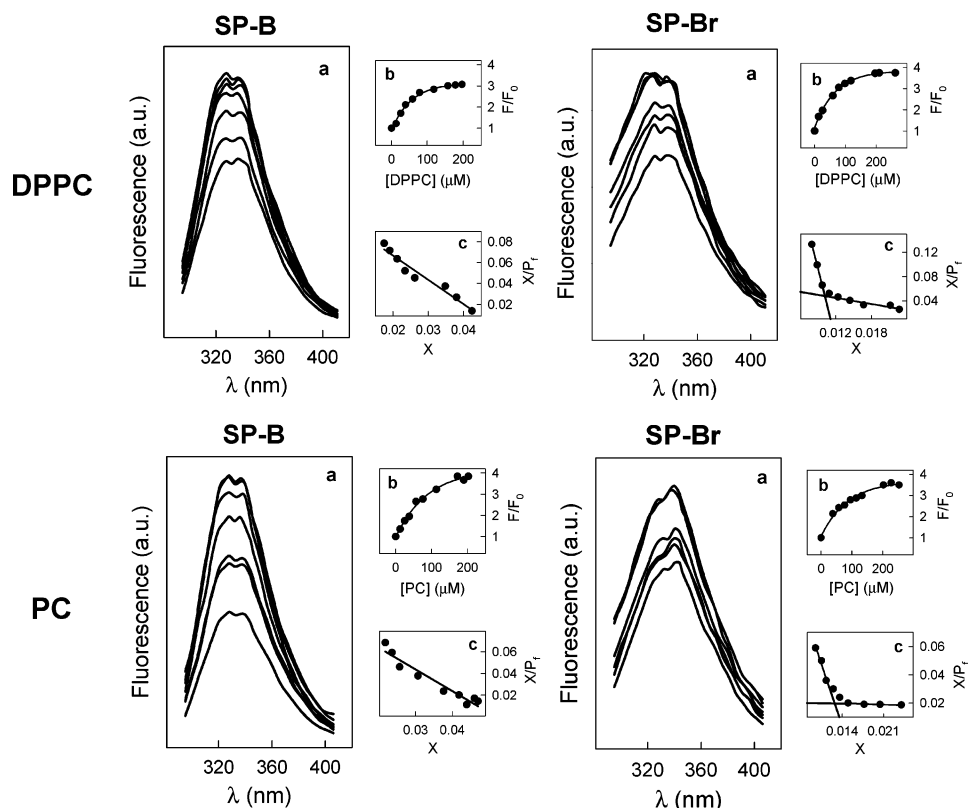 SP-B
SP-Br
DPPC
Fluorescence (a.u.)
a
320 360 400
λ (nm)
b
4
3
2
1
F/F0
0 100 200
[DPPC] (μM)
c
0.08
0.06
0.04
0.02
X/Pf
0.02 0.03 0.04
X
Fluorescence (a.u.)
a
320 360 400
λ (nm)
b
4
3
2
1
F/F0
0 100 200
[DPPC] (μM)
c
0.12
0.08
0.04
X/Pf
0.012 0.018
X
SP-B
SP-Br
PC
Fluorescence (a.u.)
a
320 360 400
λ (nm)
b
4
3
2
1
F/F0
0 100 200
[PC] (μM)
c
0.06
0.04
0.02
X/Pf
0.03 0.04
X
Fluorescence (a.u.)
a
320 360 400
λ (nm)
b
4
3
2
1
F/F0
0 100 200
[PC] (μM)
c
0.06
0.04
0.02
X/Pf
0.014 0.021
X